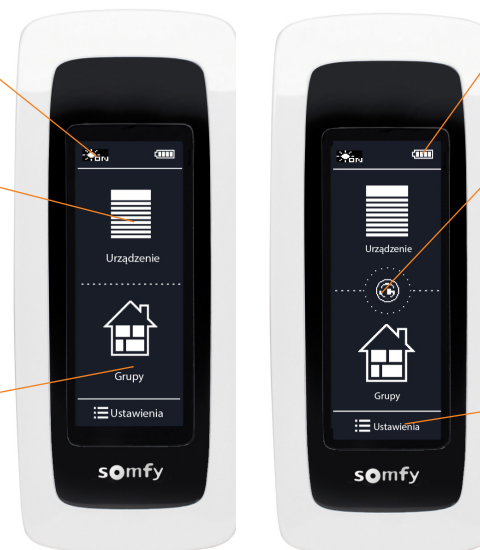 ON
Urządzenie
Grupy
Ustawienia
somfy
ON
Urządzenie
Grupy
Ustawienia
somfy